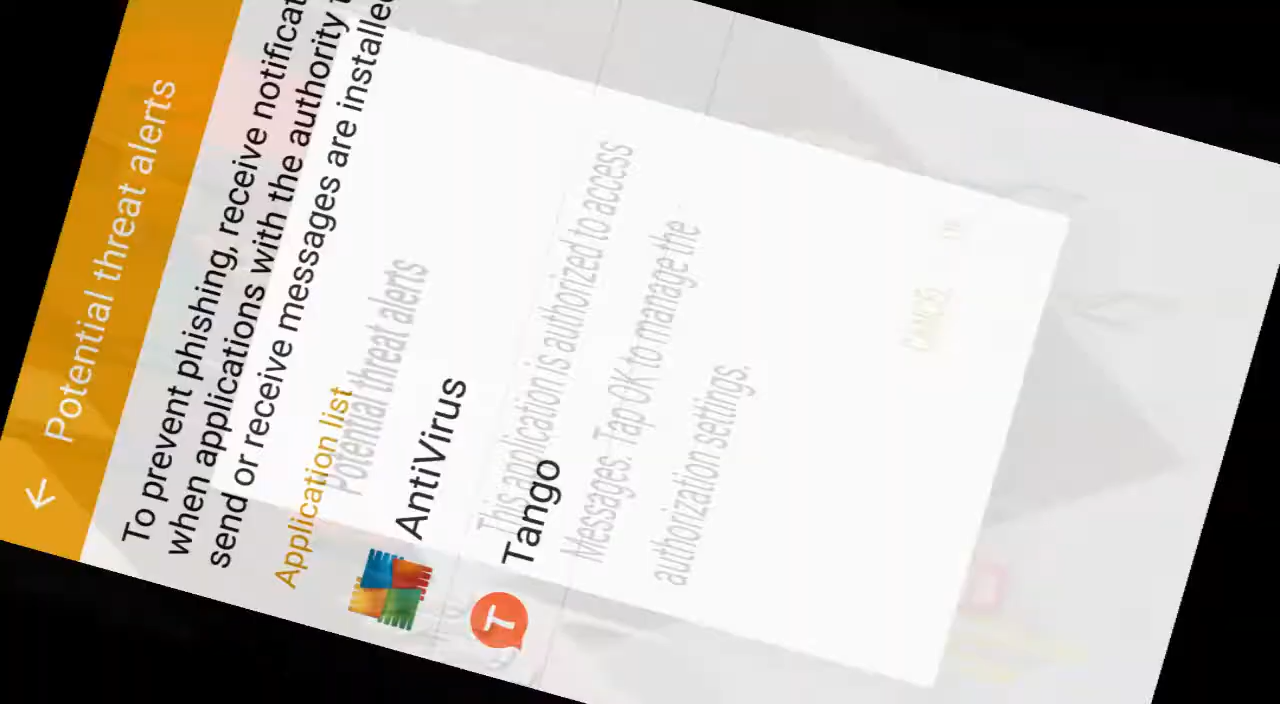 Potential threat alerts
To prevent phishing, receive
when applications with the authority
send or receive messages are installed
Application list
AntiVirus
T
Tango
Potential threat alerts
This application is authorized to access
Messages. Tap OK to manage the
authorization settings.